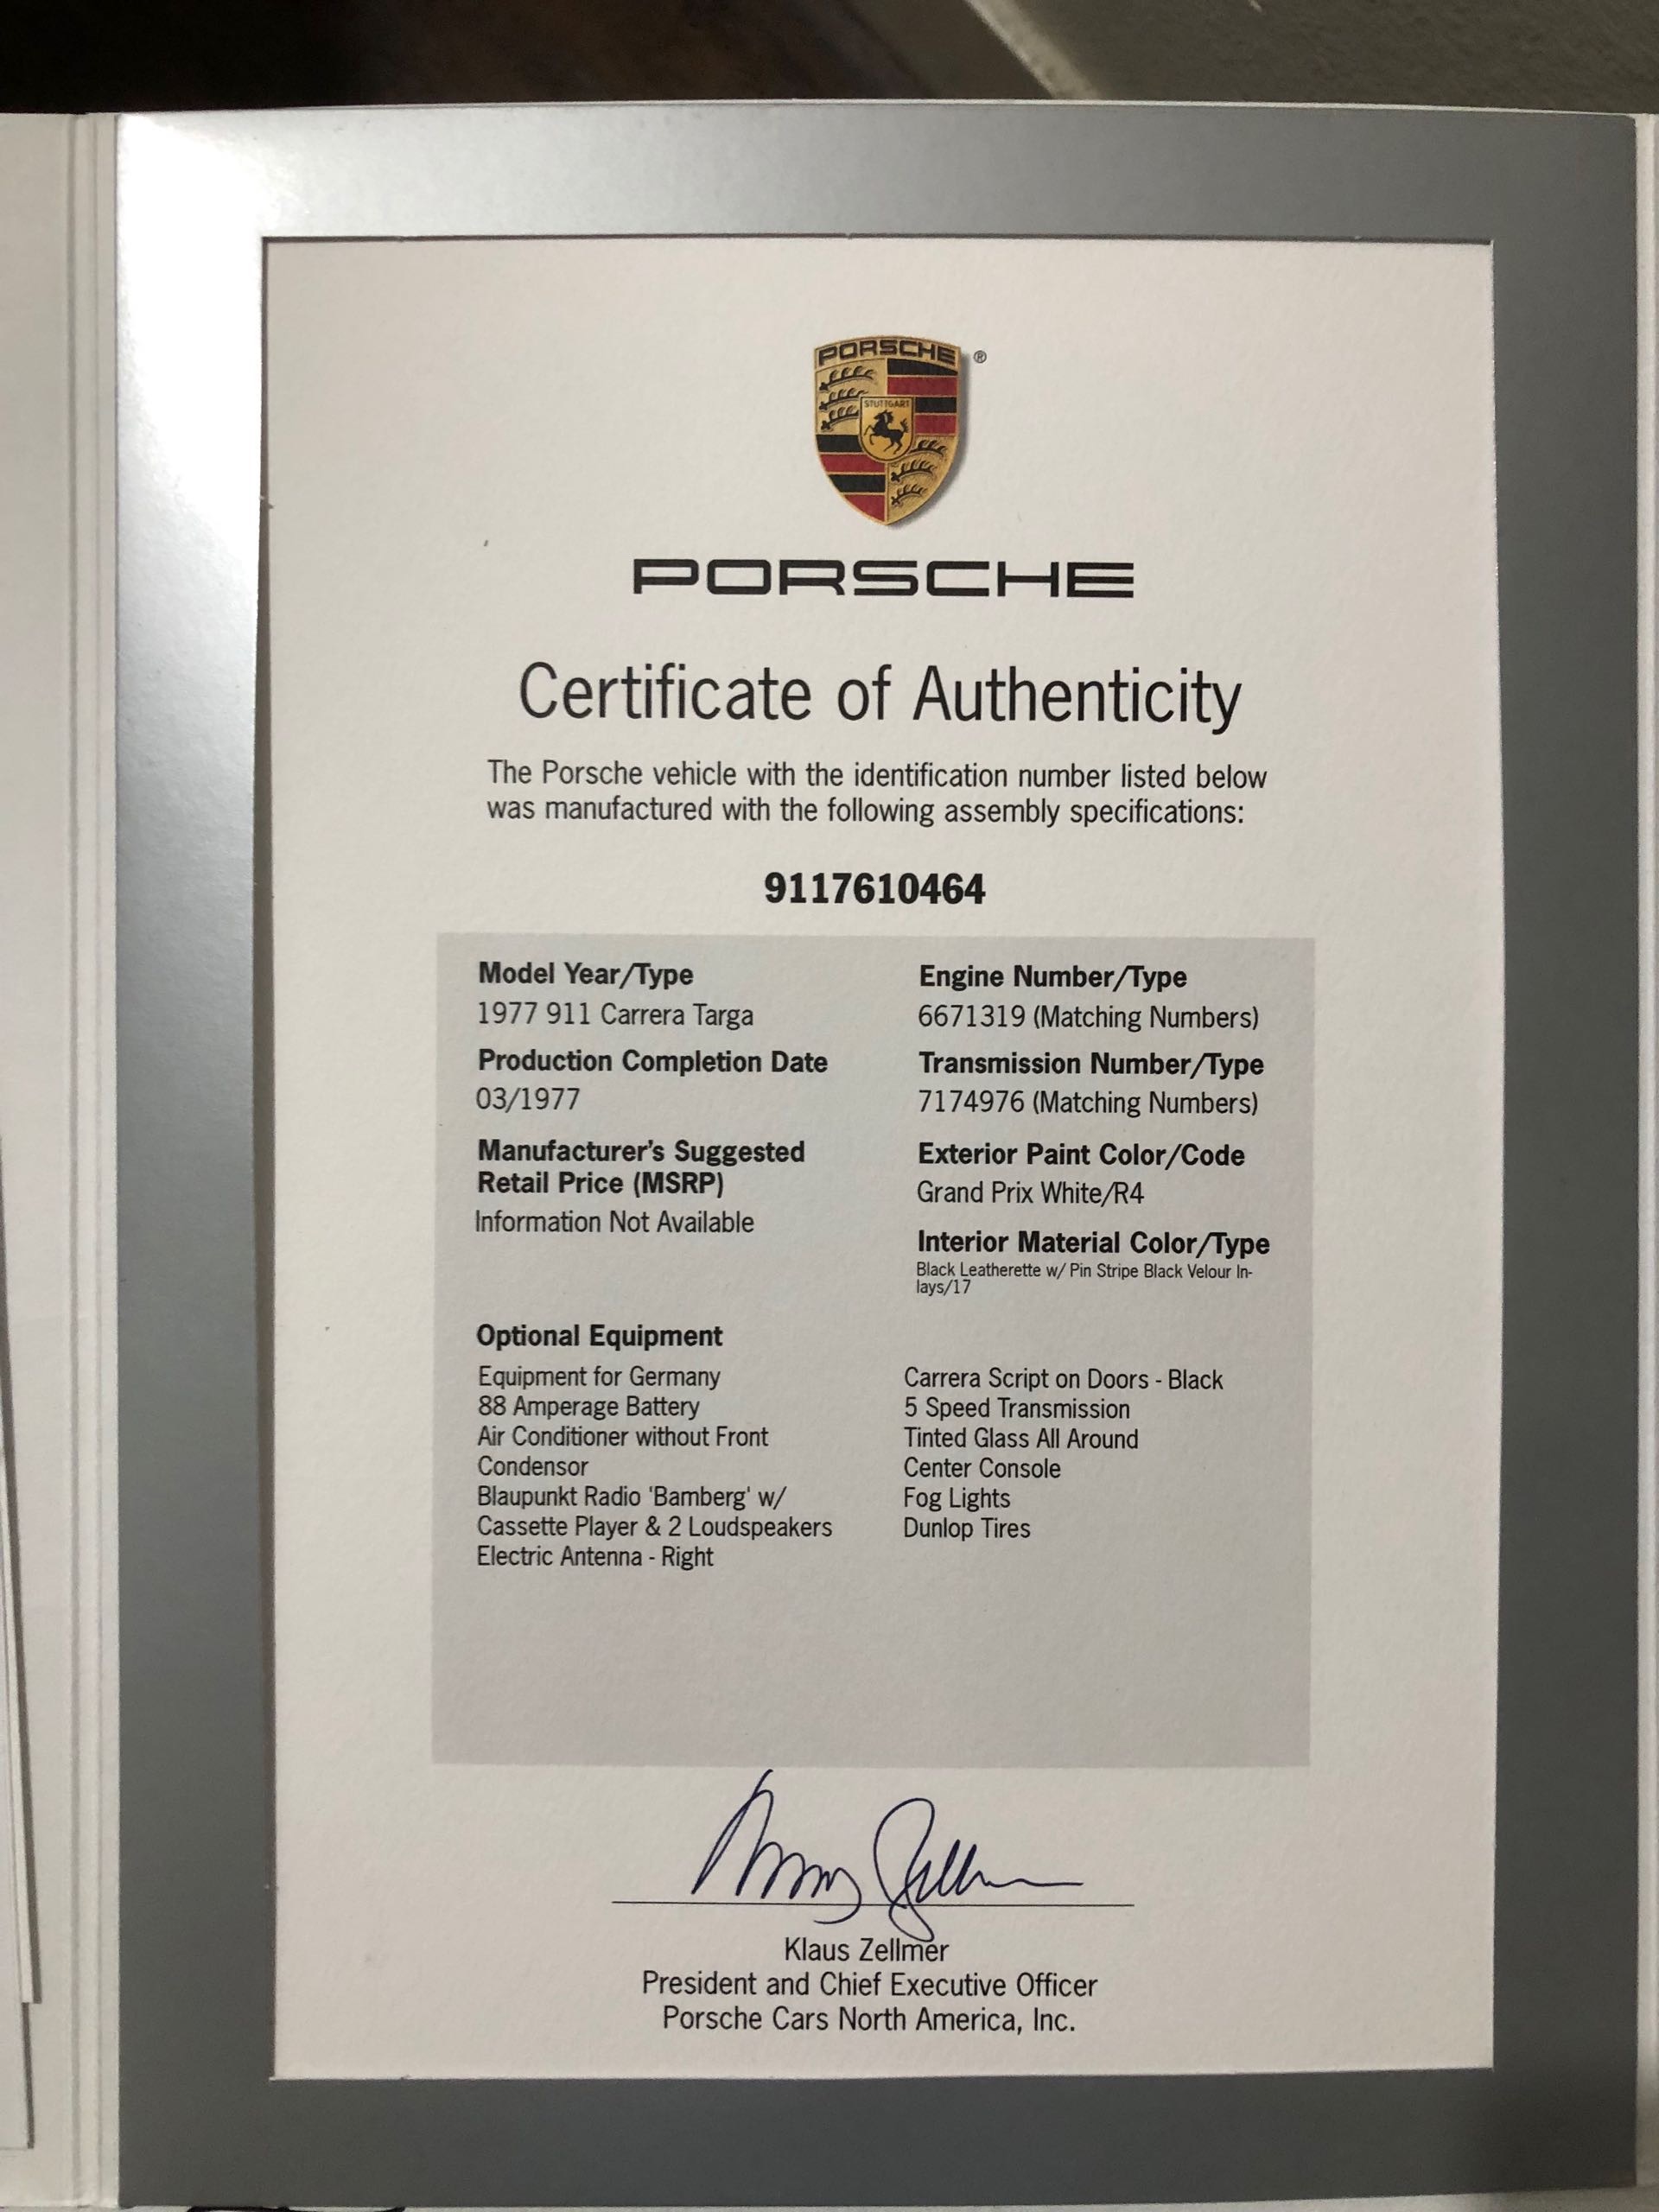 PORSCHE
STUTTGART
®
PORSCHE
Certificate of Authenticity
The Porsche vehicle with the identification number listed below
was manufactured with the following assembly specifications:
9117610464
Model Year/Type
1977 911 Carrera Targa
Production Completion Date
03/1977
Manufacturer's Suggested
Retail Price (MSRP)
Information Not Available
Engine Number/Type
6671319 (Matching Numbers)
Transmission Number/Type
7174976 (Matching Numbers)
Exterior Paint Color/Code
Grand Prix White/R4
Interior Material Color/Type
Black Leatherette w/ Pin Stripe Black Velour In-
lays/17
Optional Equipment
Equipment for Germany
88 Amperage Battery
Air Conditioner without Front
Condensor
Blaupunkt Radio 'Bamberg' w/
Cassette Player & 2 Loudspeakers
Electric Antenna - Right
Carrera Script on Doors - Black
5 Speed Transmission
Tinted Glass All Around
Center Console
Fog Lights
Dunlop Tires
Klaus Zellmer
President and Chief Executive Officer
Porsche Cars North America, Inc.